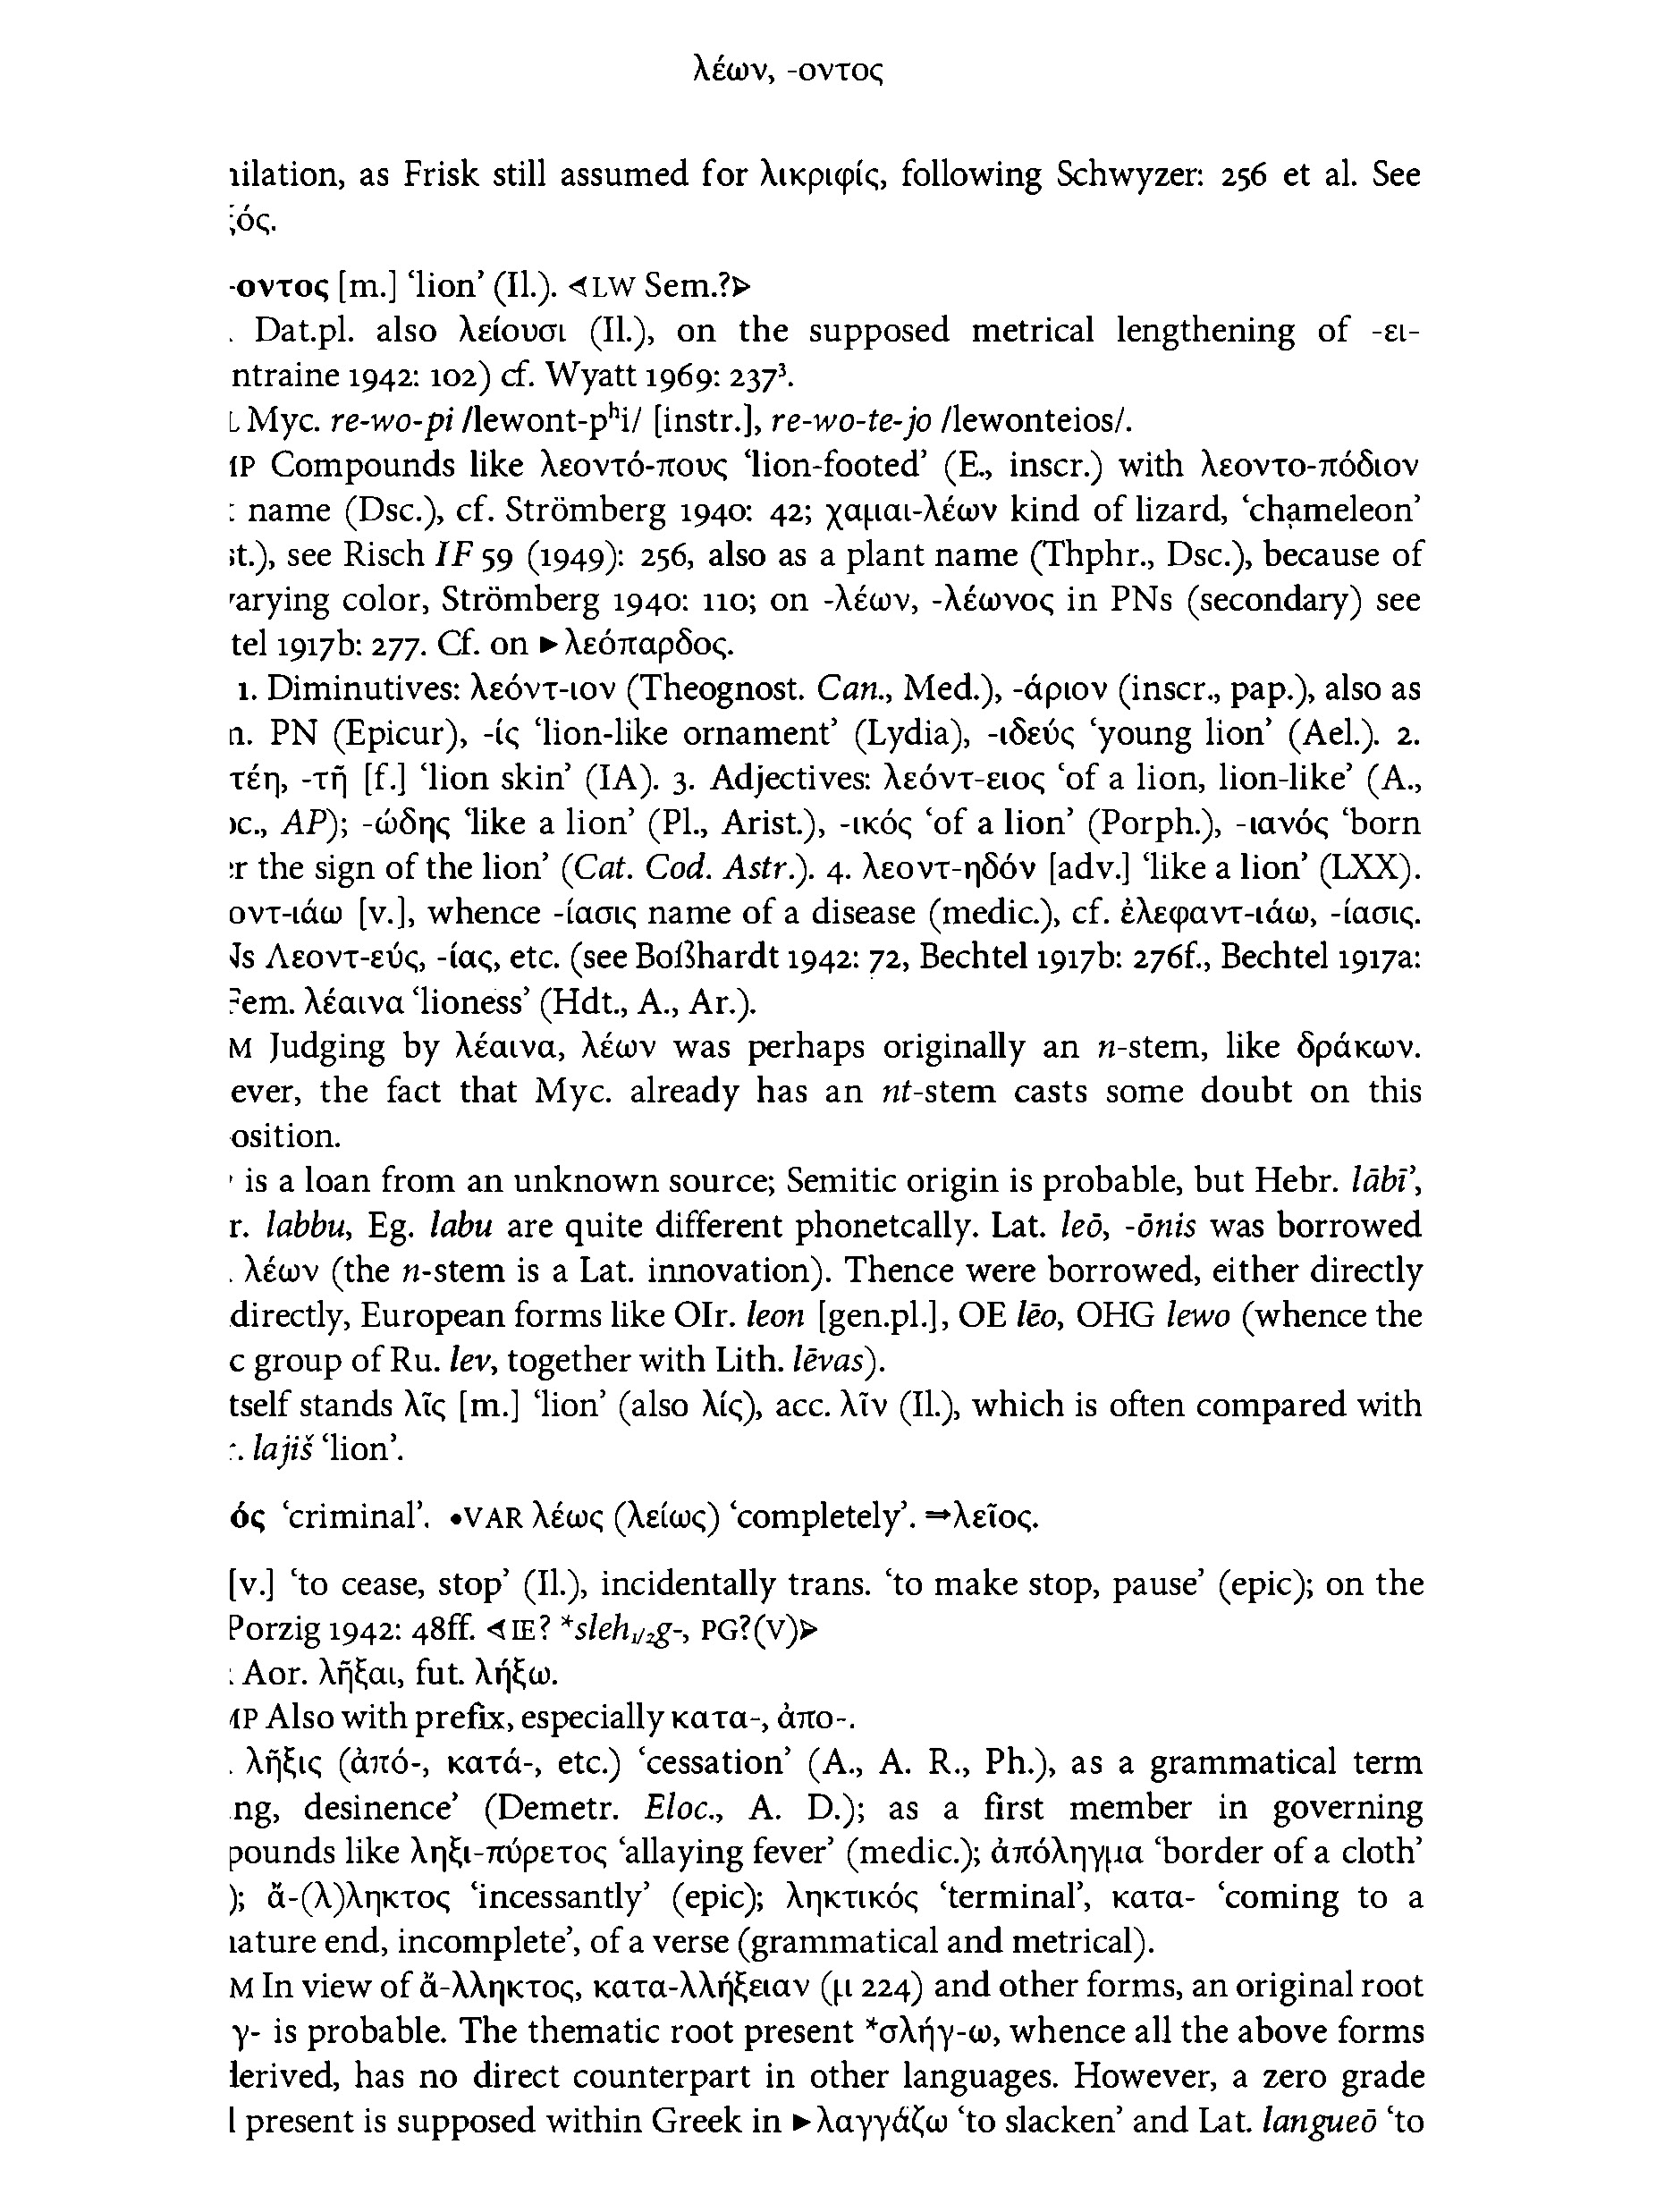 λέων, -οντος
as Frisk still assumed for λικριφίς, following Schwyzer: 256 et al. See
-οντος [m.] ‘lion’ (Il.). ⊲LW Sem.?⊳
. Dat.pl. also λείουσι (Il.), on the supposed metrical lengthening of -ει-
ntraine 1942: 102) cf. Wyatt 1969: 237³.
Myc. re-wo-pi /lewont-pʰi/ [instr.], re-wo-te-jo /lewonteios/.
Compounds like λεοντό-πους ‘lion-footed’ (E., inscr.) with λεοντο-πόδιον
name (Dsc.), cf. Strömberg 1940: 42; χαμαι-λέων kind of lizard, ‘chameleon’
see Risch IF 59 (1949): 256, also as a plant name (Thphr., Dsc.), because of
arying color, Strömberg 1940: 110; on -λέων, -λέωνος in PNs (secondary) see
tel 1917b: 277. Cf. on ►λεόπαρδος.
1. Diminutives: λεόντ-ιον (Theognost. Can., Med.), -άριον (inscr., pap.), also as
PN (Epicur), -ίς ‘lion-like ornament’ (Lydia), -ιδεύς ‘young lion’ (Ael.). 2.
τέη, -τῆ [f.] ‘lion skin’ (IA). 3. Adjectives: λεόντ-ειος ‘of a lion, lion-like’ (A.,
AP); -ώδης ‘like a lion’ (Pl., Arist.), -ικός ‘of a lion’ (Porph.), -ιανός ‘born
r the sign of the lion’ (Cat. Cod. Astr.). 4. λεοντ-ηδόν [adv.] ‘like a lion’ (LXX).
οντ-ιάω [v.], whence -ίασις name of a disease (medic.), cf. ἐλεφαντ-ιάω, -ίασις.
Λεοντ-εύς, -ίας, etc. (see Boßhardt 1942: 72, Bechtel 1917b: 276f., Bechtel 1917a:
Fem. λέαινα ‘lioness’ (Hdt., A., Ar.).
M Judging by λέαινα, λέων was perhaps originally an n-stem, like δράκων.
ever, the fact that Myc. already has an nt-stem casts some doubt on this
osition.
is a loan from an unknown source; Semitic origin is probable, but Hebr. lābī’,
r. labbu, Eg. labu are quite different phonetcally. Lat. leō, -ōnis was borrowed
. λέων (the n-stem is a Lat. innovation). Thence were borrowed, either directly
directly, European forms like OIr. leon [gen.pl.], OE lēo, OHG lewo (whence the
c group of Ru. lev, together with Lith. lēvas).
tself stands λῖς [m.] ‘lion’ (also λίς), acc. λῖν (Il.), which is often compared with
lajiš ‘lion’.
ός ‘criminal’. •VAR λέως (λείως) ‘completely’. ⇒λεῖος.
[v.] ‘to cease, stop’ (Il.), incidentally trans. ‘to make stop, pause’ (epic); on the
Porzig 1942: 48ff. ⊲IE? *sleh₁/₂g-, PG?(V)⊳
: Aor. λῆξαι, fut. λήξω.
Also with prefix, especially κατα-, ἀπο-.
. λῆξις (ἀπό-, κατά-, etc.) ‘cessation’ (A., A. R., Ph.), as a grammatical term
ng, desinence’ (Demetr. Eloc., A. D.); as a first member in governing
pounds like ληξι-πύρετος ‘allaying fever’ (medic.); ἀπόληγμα ‘border of a cloth’
); ἄ-(λ)ληκτος ‘incessantly’ (epic); ληκτικός ‘terminal’, κατα- ‘coming to a
ature end, incomplete’, of a verse (grammatical and metrical).
M In view of ἄ-λληκτος, κατα-λλήξειαν (μ 224) and other forms, an original root
γ- is probable. The thematic root present *σλήγ-ω, whence all the above forms
derived, has no direct counterpart in other languages. However, a zero grade
l present is supposed within Greek in ►λαγγάζω ‘to slacken’ and Lat. langueō ‘to